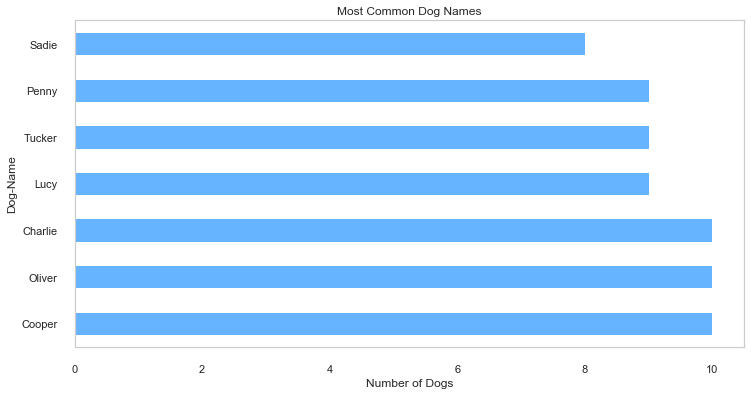 Most Common Dog Names
Dog-Name
Sadie
Penny
Tucker
Lucy
Charlie
Oliver
Cooper
0 2 4 6 8 10
Number of Dogs